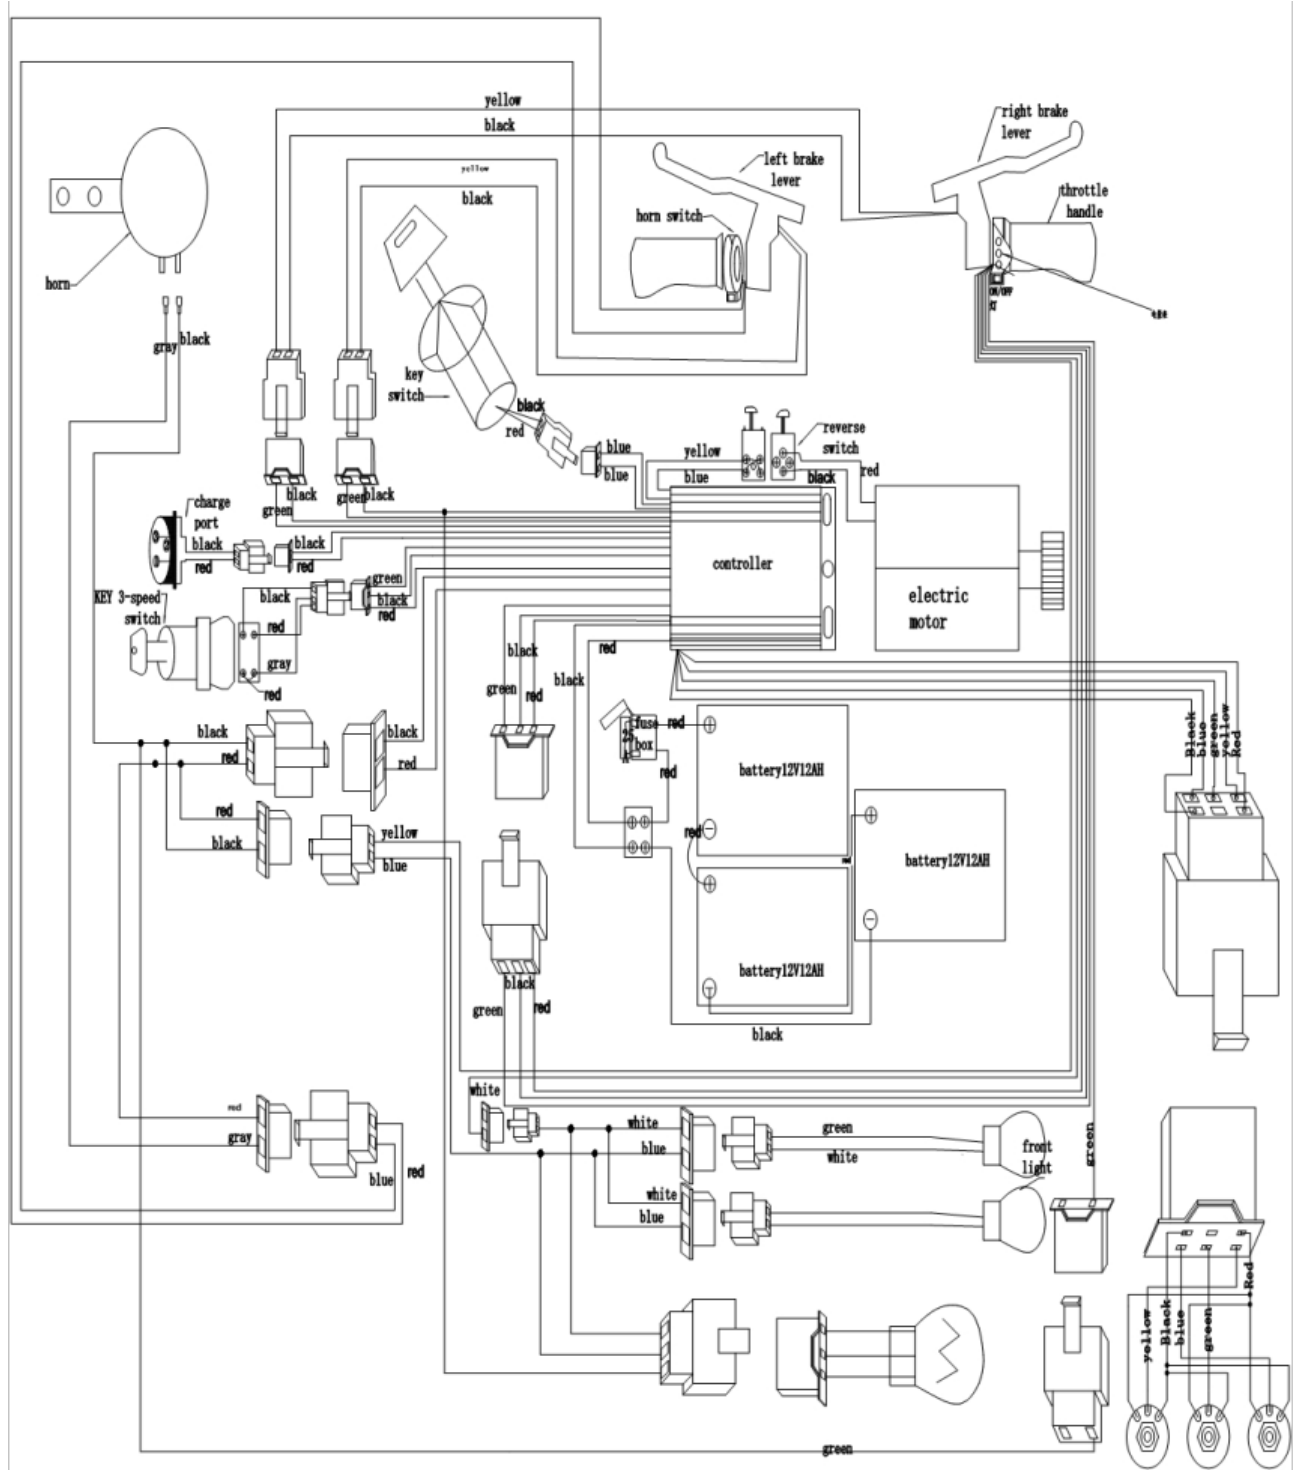 yellow
black
right brake
lever
yellow
black
left brake
lever
horn switch
throttle
handle
horn
ON/OFF
gray
black
key
switch
black
red
blue
blue
yellow
blue
reverse
switch
black
red
green
black
green
black
charge
port
black
red
black
red
controller
electric
motor
KEY 3-speed
switch
black
green
black
red
red
gray
red
black
green
red
black
red
black
red
black
red
fuse
box
red
red
battery12V12AH
Black
blue
green
yellow
Red
red
black
yellow
blue
red
red
battery12V12AH
battery12V12AH
black
green
red
black
white
red
gray
blue
red
white
blue
green
white
front
light
green
white
blue
Red
yellow
Black
blue
green
green